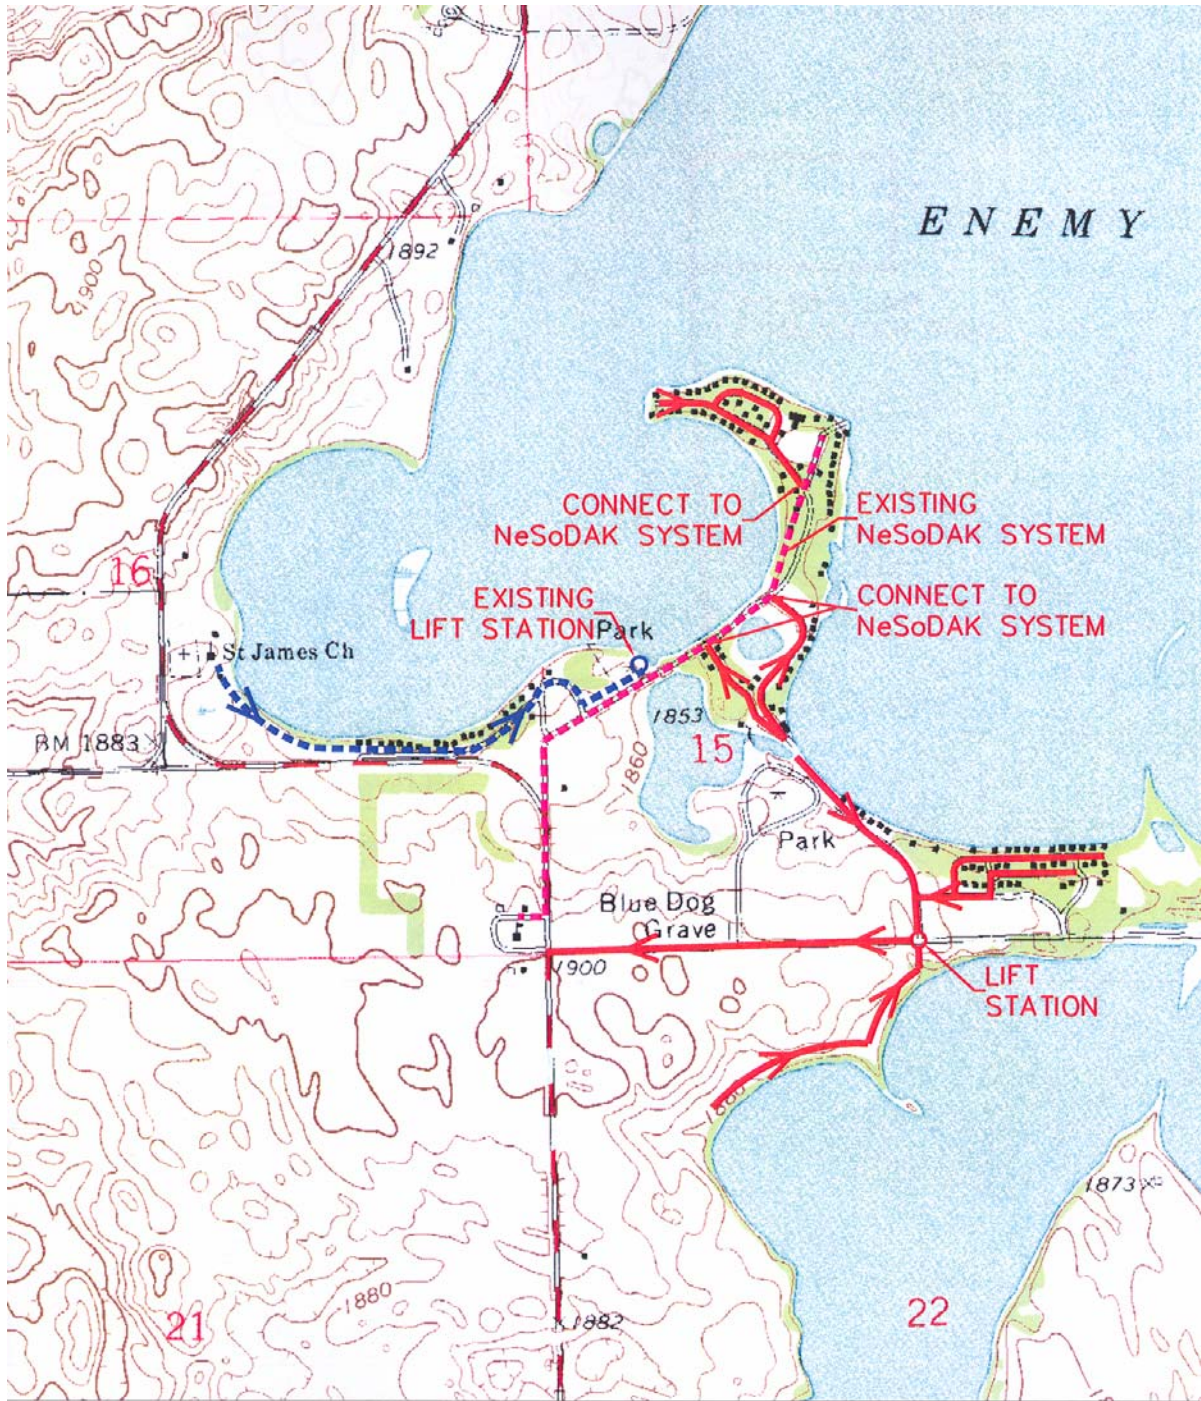 ENEMY
1892
1900
CONNECT TO
NeSoDAK SYSTEM
EXISTING
NeSoDAK SYSTEM
16
EXISTING
LIFT STATION
Park
CONNECT TO
NeSoDAK SYSTEM
St James Ch
1853
BM 1883
15
1860
Park
Blue Dog
Grave
1900
LIFT
STATION
1873
1880
21
1882
22